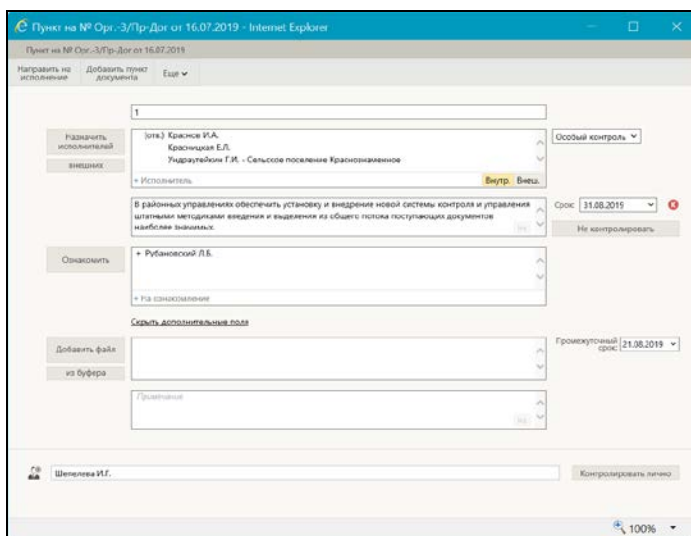 Пункт на № Орг.-3/Пр-Дог от 16.07.2019 - Internet Explorer
Пункт на № Орг.-3/Пр-Дог от 16.07.2019
Направить на исполнение
Добавить пункт документа
Еще
1
Назначить исполнителей
внешних
(отв.) Краснов И.А.
Красницкая Е.Л.
Ундраутейкин Г.И. - Сельское поселение Краснознаменное
+ Исполнитель
Внутр. Внеш.
Особый контроль
В районных управлениях обеспечить установку и внедрение новой системы контроля и управления
штатными методиками введения и выделения из общего потока поступающих документов
наиболее значимых.
Срок: 31.08.2019
Не контролировать
Ознакомить
+ Рубановский Л.Б.
+ На ознакомление
Скрыть дополнительные поля
Добавить файл
из буфера
Промежуточный срок: 21.08.2019
Примечание
Шепелева И.Г.
Контролировать лично
100%